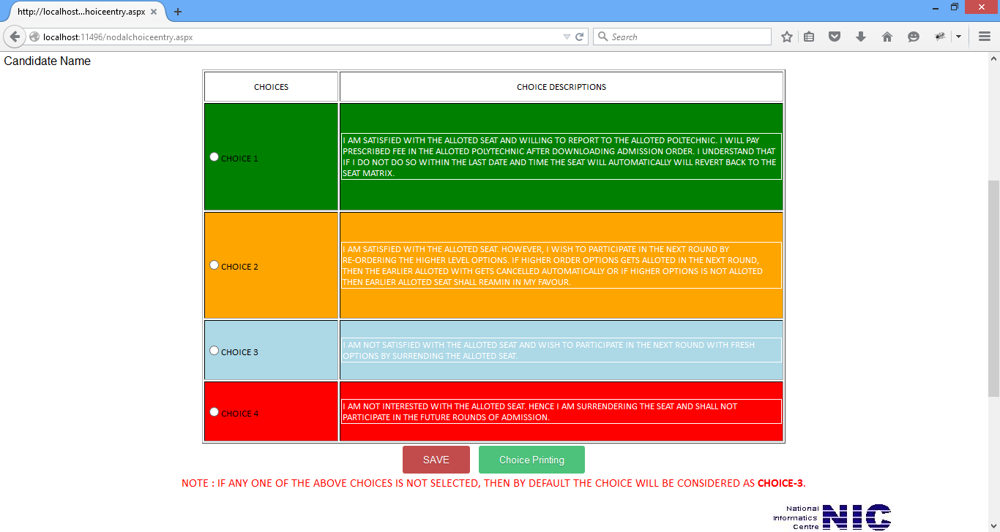 http://localhost...hoiceentry.aspx
localhost:11496/nodalchoiceentry.aspx
Search
Candidate Name
CHOICES
CHOICE DESCRIPTIONS
CHOICE 1
I AM SATISFIED WITH THE ALLOTED SEAT AND WILLING TO REPORT TO THE ALLOTED POLTECHNIC. I WILL PAY
PRESCRIBED FEE IN THE ALLOTED POLYTECHNIC AFTER DOWNLOADING ADMISSION ORDER. I UNDERSTAND THAT
IF I DO NOT DO SO WITHIN THE LAST DATE AND TIME THE SEAT WILL AUTOMATICALLY WILL REVERT BACK TO THE
SEAT MATRIX.
CHOICE 2
I AM SATISFIED WITH THE ALLOTED SEAT. HOWEVER, I WISH TO PARTICIPATE IN THE NEXT ROUND BY
RE-ORDERING THE HIGHER LEVEL OPTIONS. IF HIGHER ORDER OPTIONS GETS ALLOTED IN THE NEXT ROUND,
THEN THE EARLIER ALLOTED WITH GETS CANCELLED AUTOMATICALLY OR IF HIGHER OPTIONS IS NOT ALLOTED
THEN EARLIER ALLOTED SEAT SHALL REAMIN IN MY FAVOUR.
CHOICE 3
I AM NOT SATISFIED WITH THE ALLOTED SEAT AND WISH TO PARTICIPATE IN THE NEXT ROUND WITH FRESH
OPTIONS BY SURRENDING THE ALLOTED SEAT.
CHOICE 4
I AM NOT INTERESTED WITH THE ALLOTED SEAT. HENCE I AM SURRENDERING THE SEAT AND SHALL NOT
PARTICIPATE IN THE FUTURE ROUNDS OF ADMISSION.
SAVE
Choice Printing
NOTE : IF ANY ONE OF THE ABOVE CHOICES IS NOT SELECTED, THEN BY DEFAULT THE CHOICE WILL BE CONSIDERED AS CHOICE-3.
National
Informatics
Centre
NIC